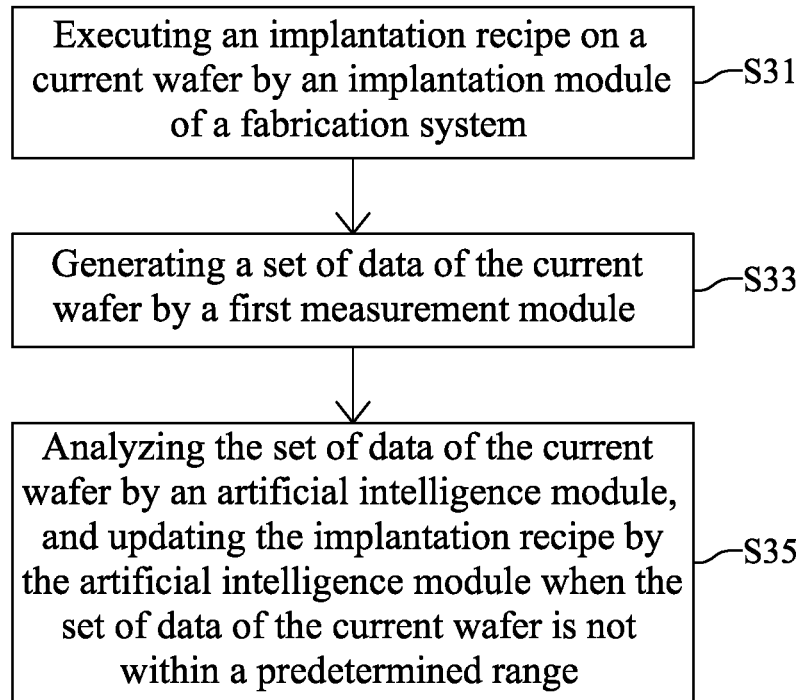 Executing an implantation recipe on a
current wafer by an implantation module
of a fabrication system
S31
Generating a set of data of the current
wafer by a first measurement module
S33
Analyzing the set of data of the current
wafer by an artificial intelligence module,
and updating the implantation recipe by
the artificial intelligence module when the
set of data of the current wafer is not
within a predetermined range
S35